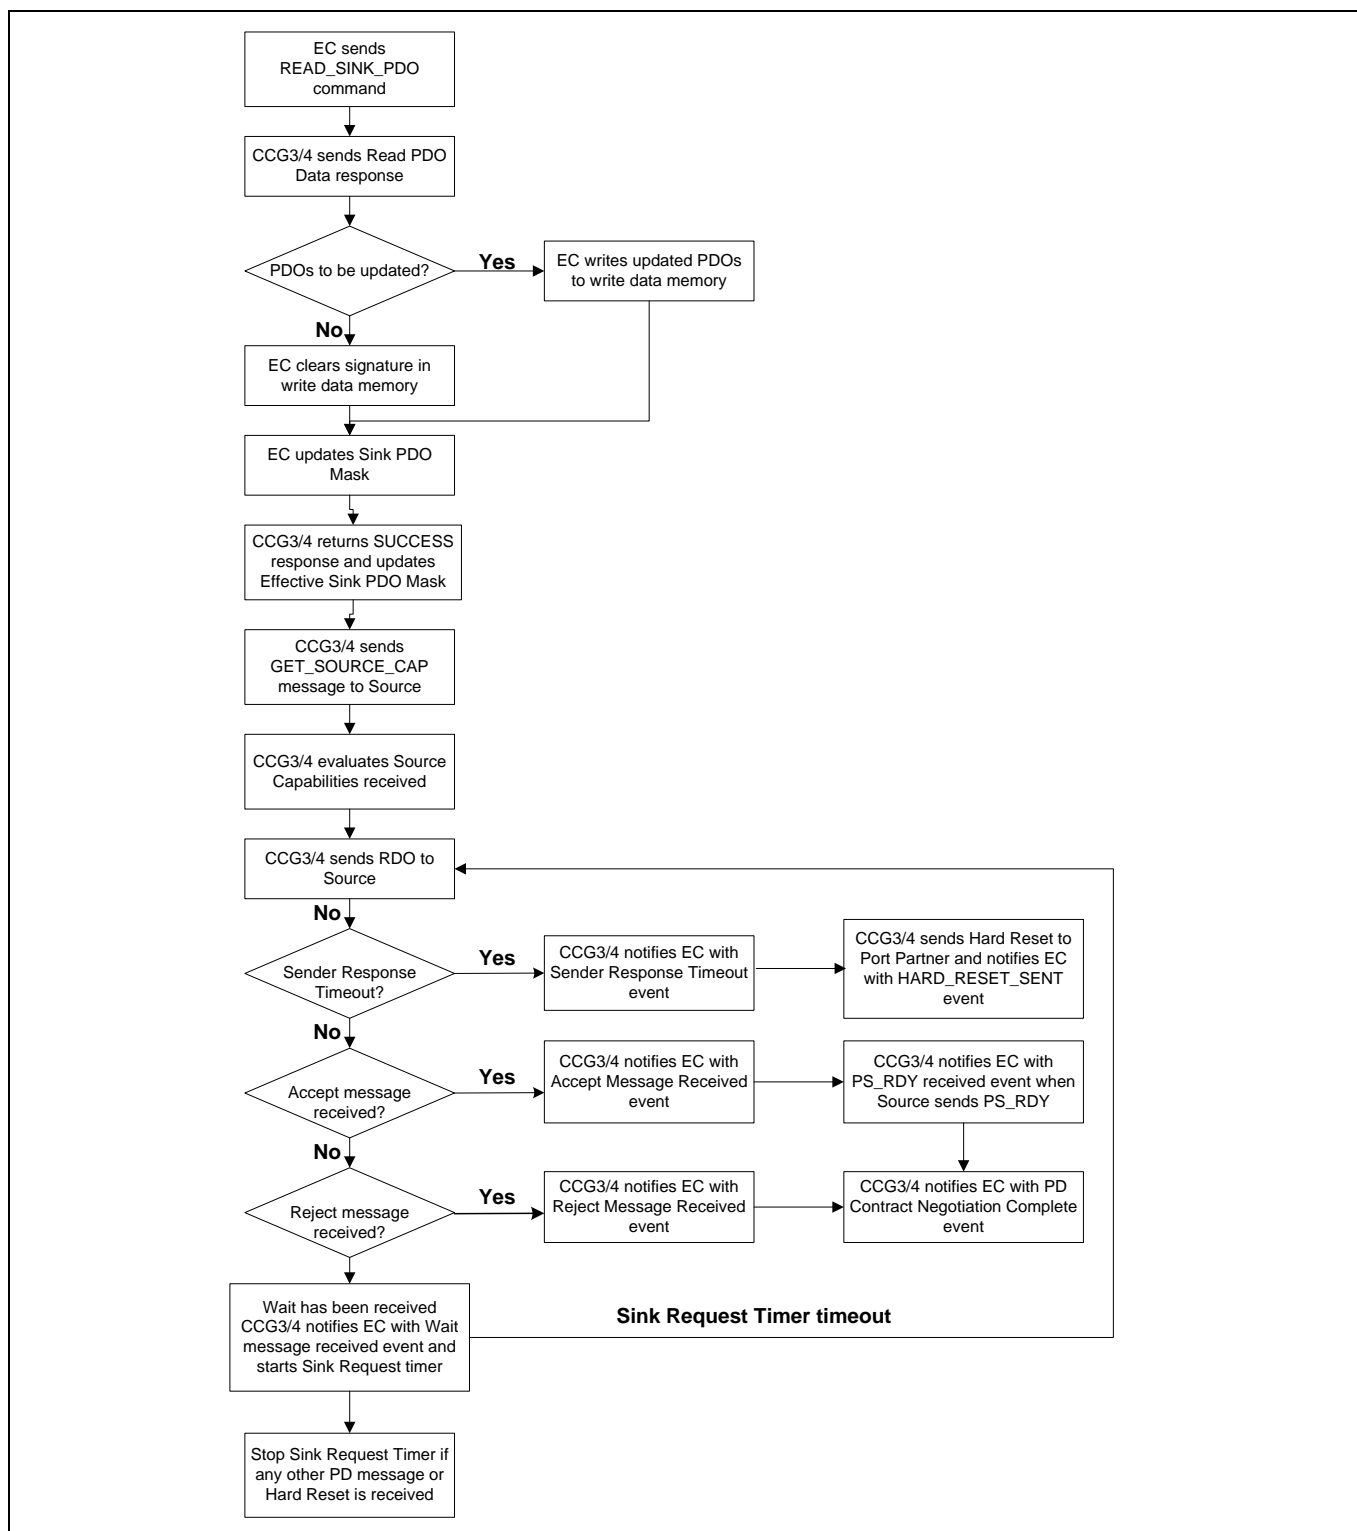 EC sends
READ_SINK_PDO
command
CCG3/4 sends Read PDO
Data response
PDOs to be updated?
Yes
EC writes updated PDOs
to write data memory
No
EC clears signature in
write data memory
EC updates Sink PDO
Mask
CCG3/4 returns SUCCESS
response and updates
Effective Sink PDO Mask
CCG3/4 sends
GET_SOURCE_CAP
message to Source
CCG3/4 evaluates Source
Capabilities received
CCG3/4 sends RDO to
Source
No
Sender Response
Timeout?
Yes
CCG3/4 notifies EC with
Sender Response Timeout
event
CCG3/4 sends Hard Reset to
Port Partner and notifies EC
with HARD_RESET_SENT
event
No
Accept message
received?
Yes
CCG3/4 notifies EC with
Accept Message Received
event
CCG3/4 notifies EC with
PS_RDY received event when
Source sends PS_RDY
No
Reject message
received?
Yes
CCG3/4 notifies EC with
Reject Message Received
event
CCG3/4 notifies EC with PD
Contract Negotiation Complete
event
Wait has been received
CCG3/4 notifies EC with Wait
message received event and
starts Sink Request timer
Sink Request Timer timeout
Stop Sink Request Timer if
any other PD message or
Hard Reset is received